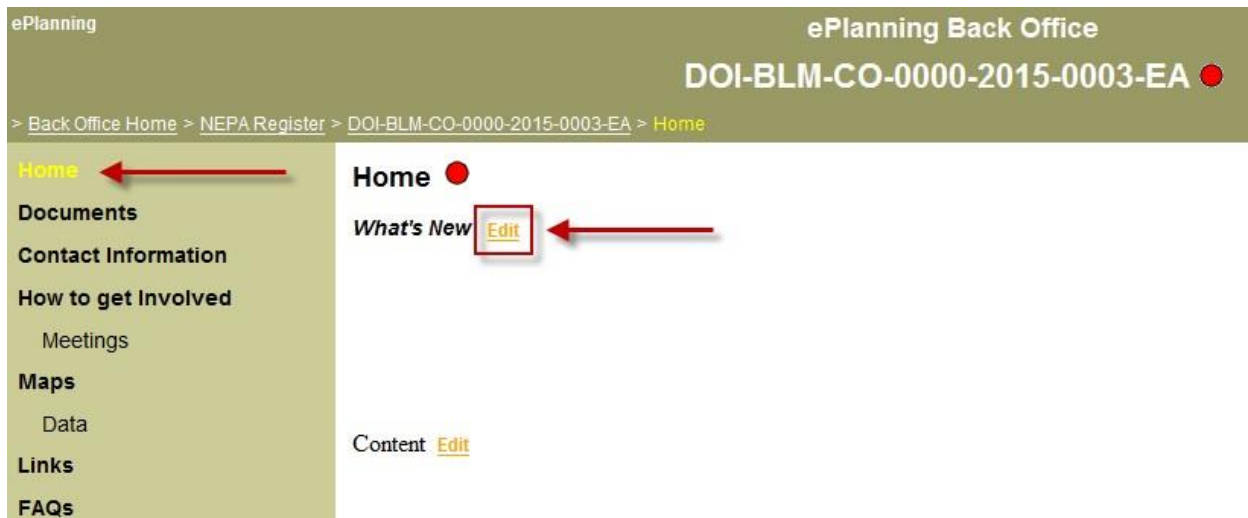 ePlanning
ePlanning Back Office
DOI-BLM-CO-0000-2015-0003-EA
> Back Office Home > NEPA Register > DOI-BLM-CO-0000-2015-0003-EA > Home
Home
Documents
Contact Information
How to get Involved
Meetings
Maps
Data
Links
FAQs
Home
What's New Edit
Content Edit